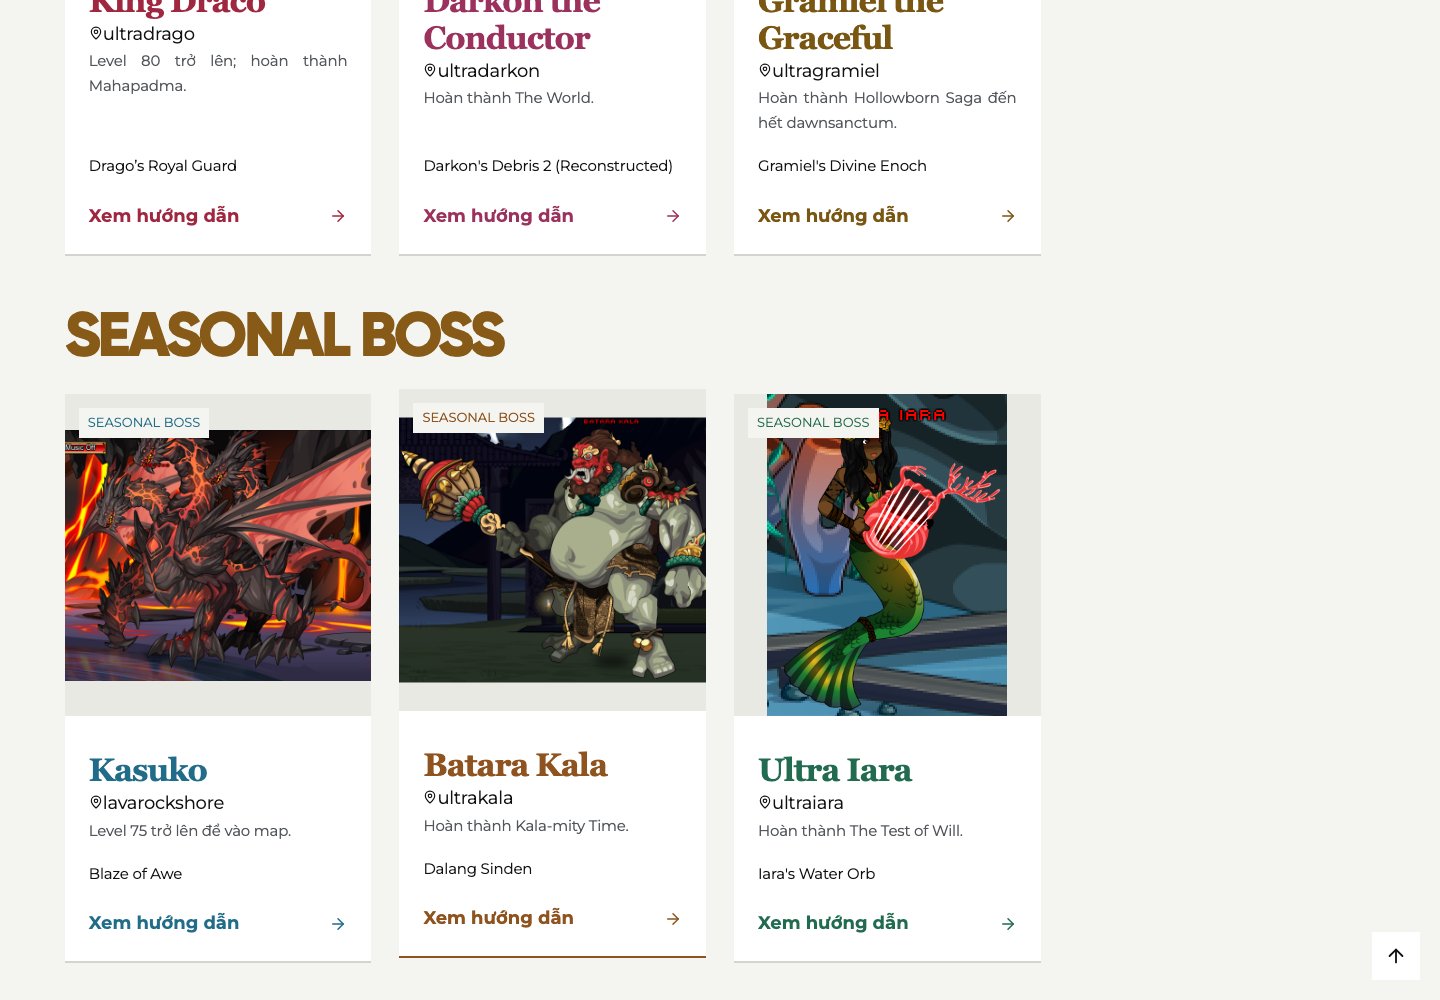 King Draco
ultradrago
Level 80 trở lên; hoàn thành
Mahapadma.
Drago’s Royal Guard
Xem hướng dẫn
Darkon the
Conductor
ultradarkon
Hoàn thành The World.
Darkon's Debris 2 (Reconstructed)
Xem hướng dẫn
Gramiel the
Graceful
ultragramiel
Hoàn thành Hollowborn Saga đến
hết dawnsanctum.
Gramiel's Divine Enoch
Xem hướng dẫn
SEASONAL BOSS
SEASONAL BOSS
Music Off
Kasuko
lavarockshore
Level 75 trở lên để vào map.
Blaze of Awe
Xem hướng dẫn
SEASONAL BOSS
BATARA KALA
Batara Kala
ultrakala
Hoàn thành Kala-mity Time.
Dalang Sinden
Xem hướng dẫn
SEASONAL BOSS
A IARA
Ultra Iara
ultraiara
Hoàn thành The Test of Will.
Iara's Water Orb
Xem hướng dẫn